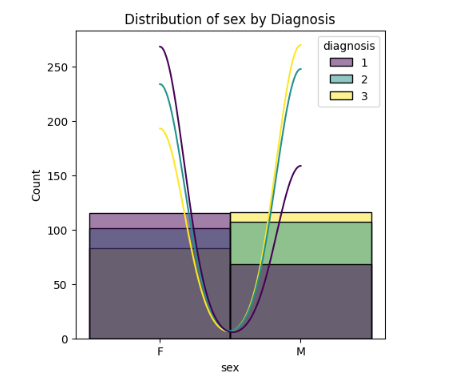 Distribution of sex by Diagnosis
diagnosis
1
2
3
Count
250
200
150
100
50
0
F M
sex